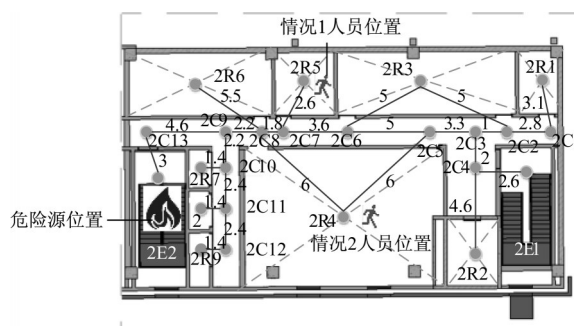 情况1人员位置
2R6
2R5
2R3
2R1
5.5
2.6
5
5
3.1
4.6
2C9
2.2
1.8
3.6
5
3.3
1
2.8
2C13
2C8
2C7
2C6
2C5
2C3
2C2
2C
2.2
3
1.4
2C10
2C4
2
2R7
2.4
6
6
2.6
危险源位置
1.4
2C11
2R4
4.6
2
2.4
情况2人员位置
1.4
2C12
2E2
2R9
2R2
2E1